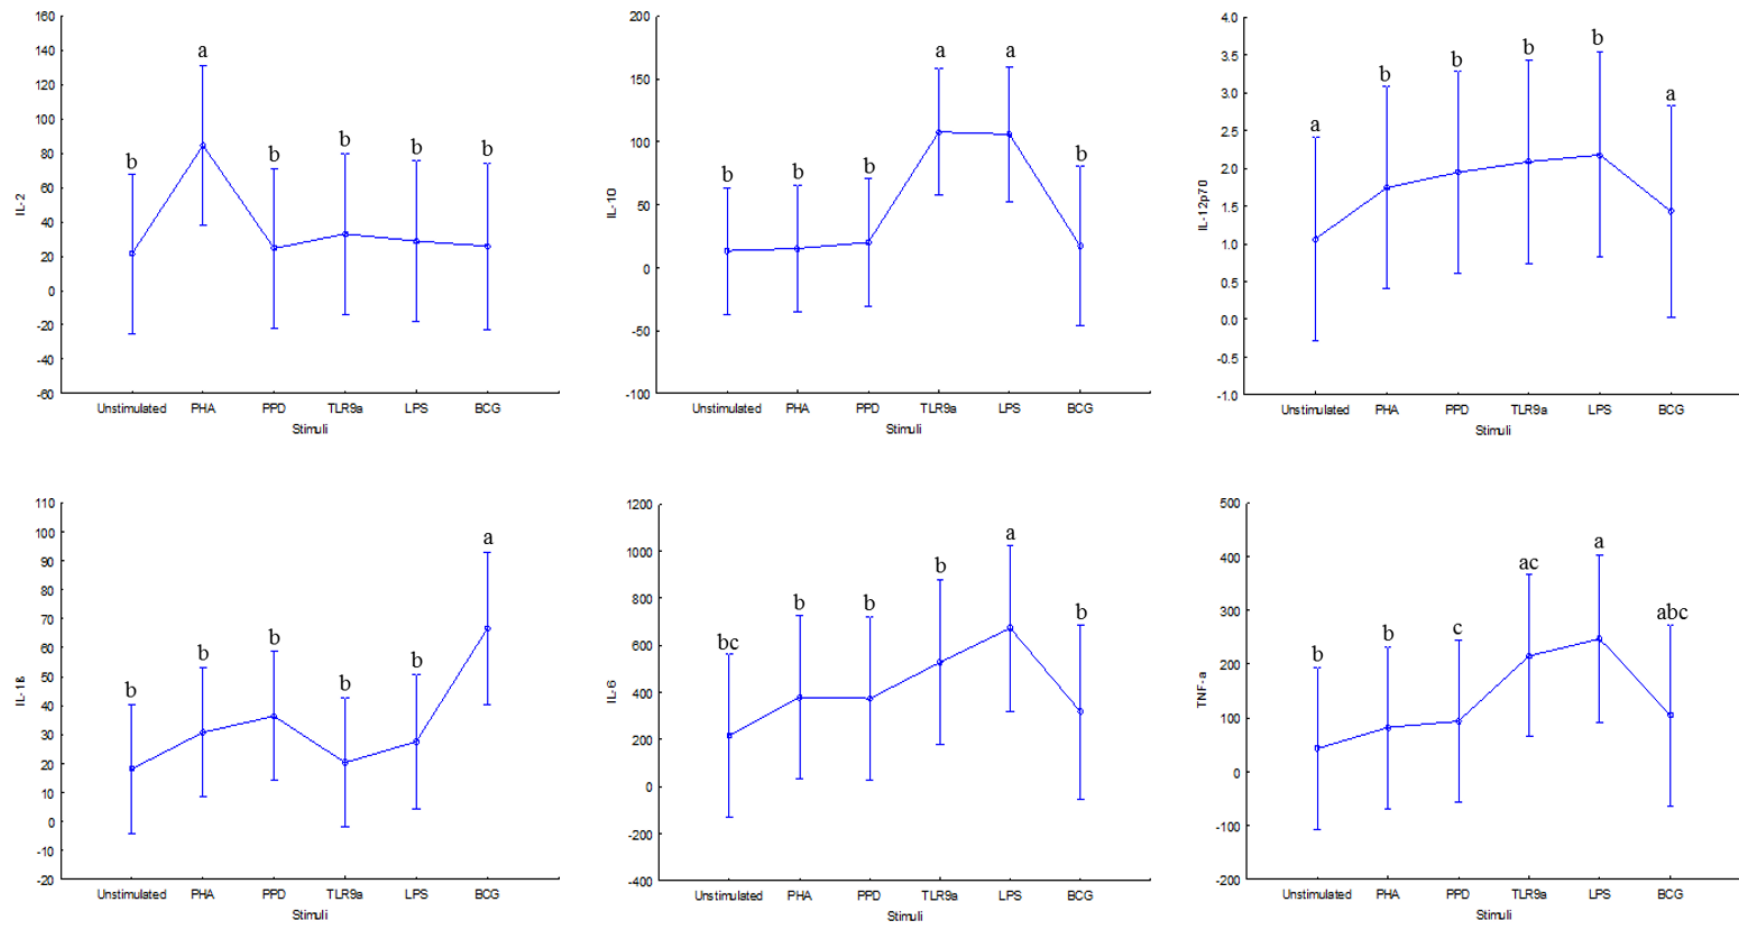 160
140
120
100
80
60
40
20
0
-20
-40
-60
IL-2
a
b
b
b
b
b
Unstimulated PHA PPD TLR9a LPS BCG
Stimuli
200
150
100
50
0
-50
-100
IL-10
a
a
b
b
b
b
Unstimulated PHA PPD TLR9a LPS BCG
Stimuli
4.0
3.5
3.0
2.5
2.0
1.5
1.0
0.5
0.0
-0.5
-1.0
IL-12p70
a
b
b
b
b
a
Unstimulated PHA PPD TLR9a LPS BCG
Stimuli
110
100
90
80
70
60
50
40
30
20
10
0
-10
-20
IL-1ß
b
b
b
b
b
a
Unstimulated PHA PPD TLR9a LPS BCG
Stimuli
1200
1000
800
600
400
200
0
-200
-400
IL-6
bc
b
b
b
a
b
Unstimulated PHA PPD TLR9a LPS BCG
Stimuli
500
400
300
200
100
0
-100
-200
TNF-a
b
b
c
ac
a
abc
Unstimulated PHA PPD TLR9a LPS BCG
Stimuli